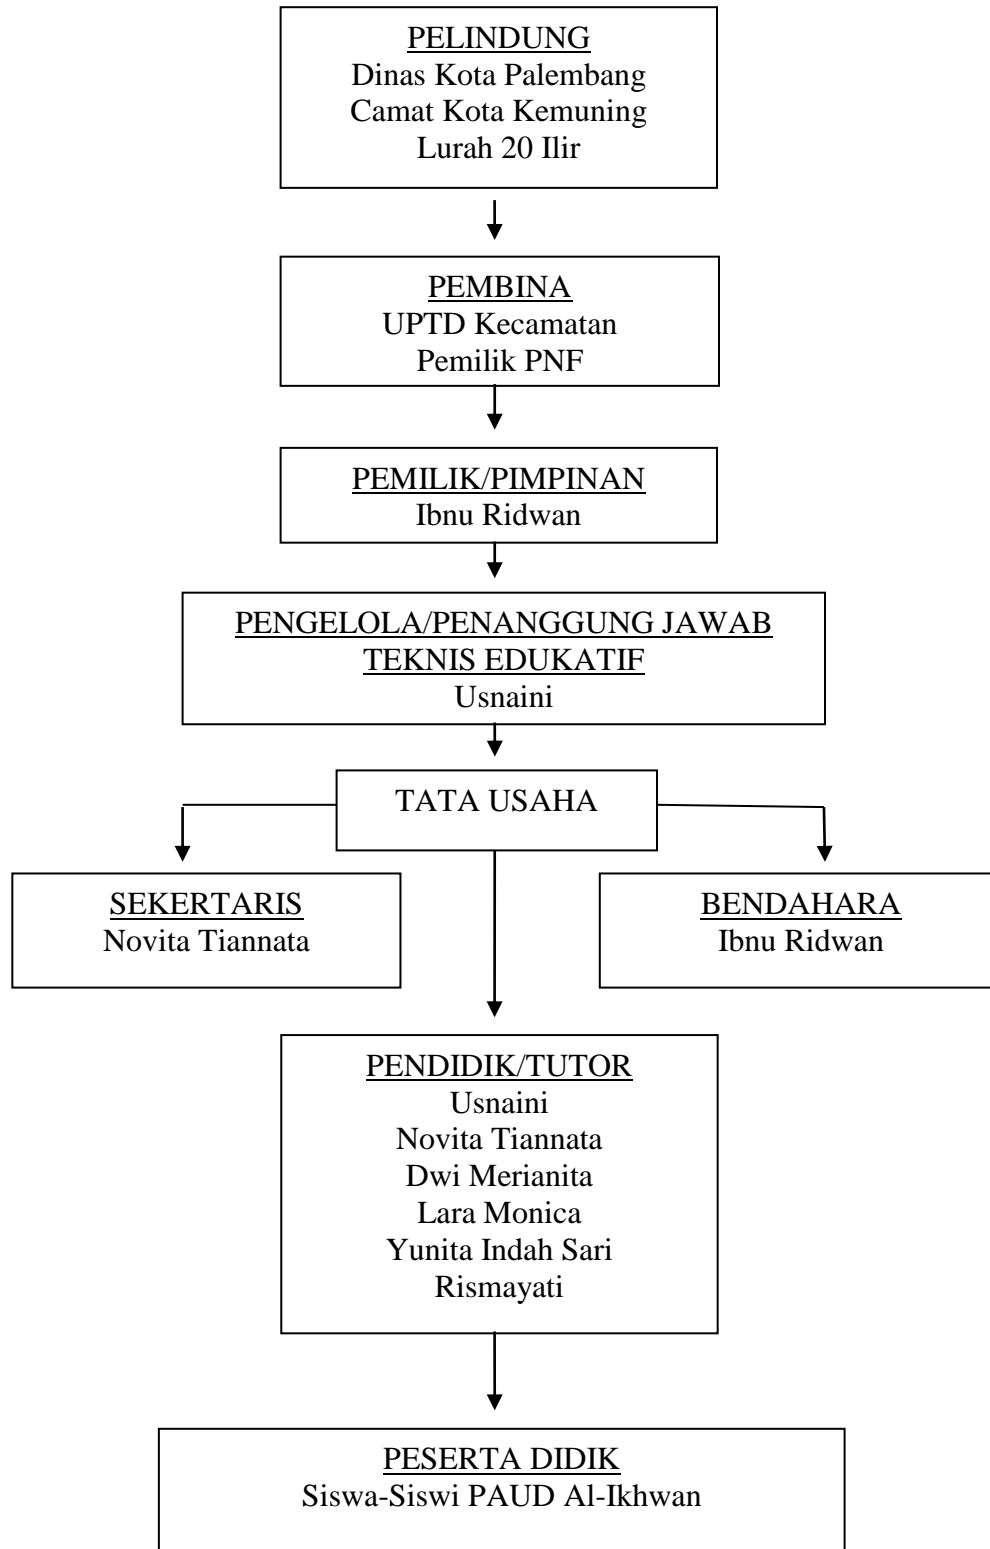 PELINDUNG
Dinas Kota Palembang
Camat Kota Kemuning
Lurah 20 Ilir
PEMBINA
UPTD Kecamatan
Pemilik PNF
PEMILIK/PIMPINAN
Ibnu Ridwan
PENGELOLA/PENANGGUNG JAWAB
TEKNIS EDUKATIF
Usnaini
TATA USAHA
SEKERTARIS
Novita Tiannata
BENDAHARA
Ibnu Ridwan
PENDIDIK/TUTOR
Usnaini
Novita Tiannata
Dwi Merianita
Lara Monica
Yunita Indah Sari
Rismayati
PESERTA DIDIK
Siswa-Siswi PAUD Al-Ikhwan